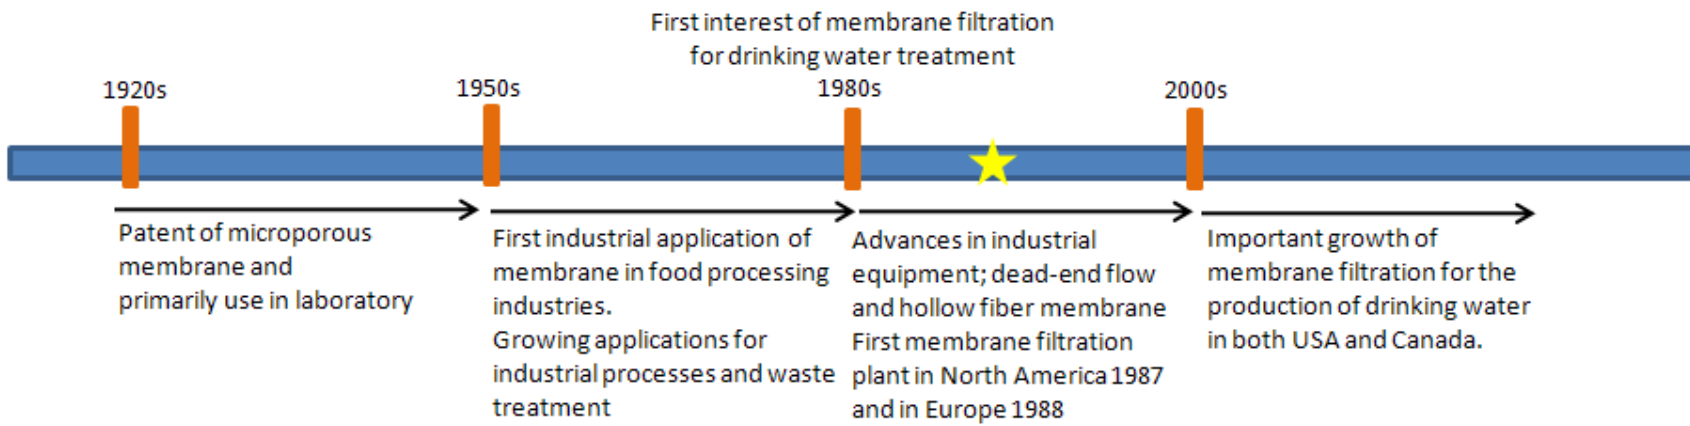 First interest of membrane filtration
for drinking water treatment
1920s
1950s
1980s
2000s
Patent of microporous
membrane and
primarily use in laboratory
First industrial application of
membrane in food processing
industries.
Growing applications for
industrial processes and waste
treatment
Advances in industrial
equipment; dead-end flow
and hollow fiber membrane
First membrane filtration
plant in North America 1987
and in Europe 1988
Important growth of
membrane filtration for the
production of drinking water
in both USA and Canada.